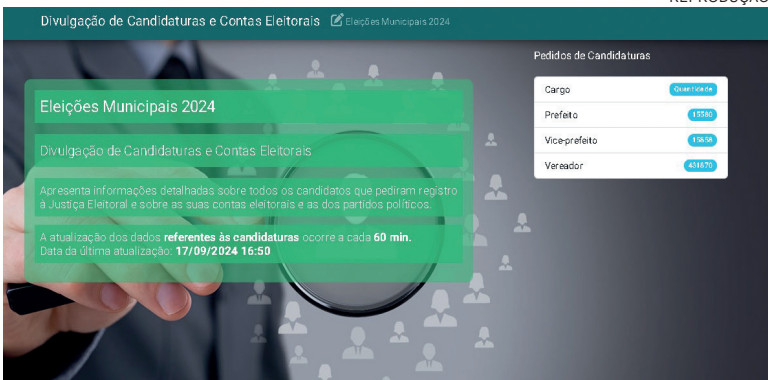 REPRODUÇÃO
Divulgação de Candidaturas e Contas Eleitorais Eleições Municipais 2024
Eleições Municipais 2024
Divulgação de Candidaturas e Contas Eleitorais
Apresenta informações detalhadas sobre todos os candidatos que pediram registro
à Justiça Eleitoral e sobre as suas contas eleitorais e as dos partidos políticos.
A atualização dos dados referentes às candidaturas ocorre a cada 60 min.
Data da última atualização: 17/09/2024 16:50
Pedidos de Candidaturas
Cargo Quantidade
Prefeito 15580
Vice-prefeito 15858
Vereador 431870